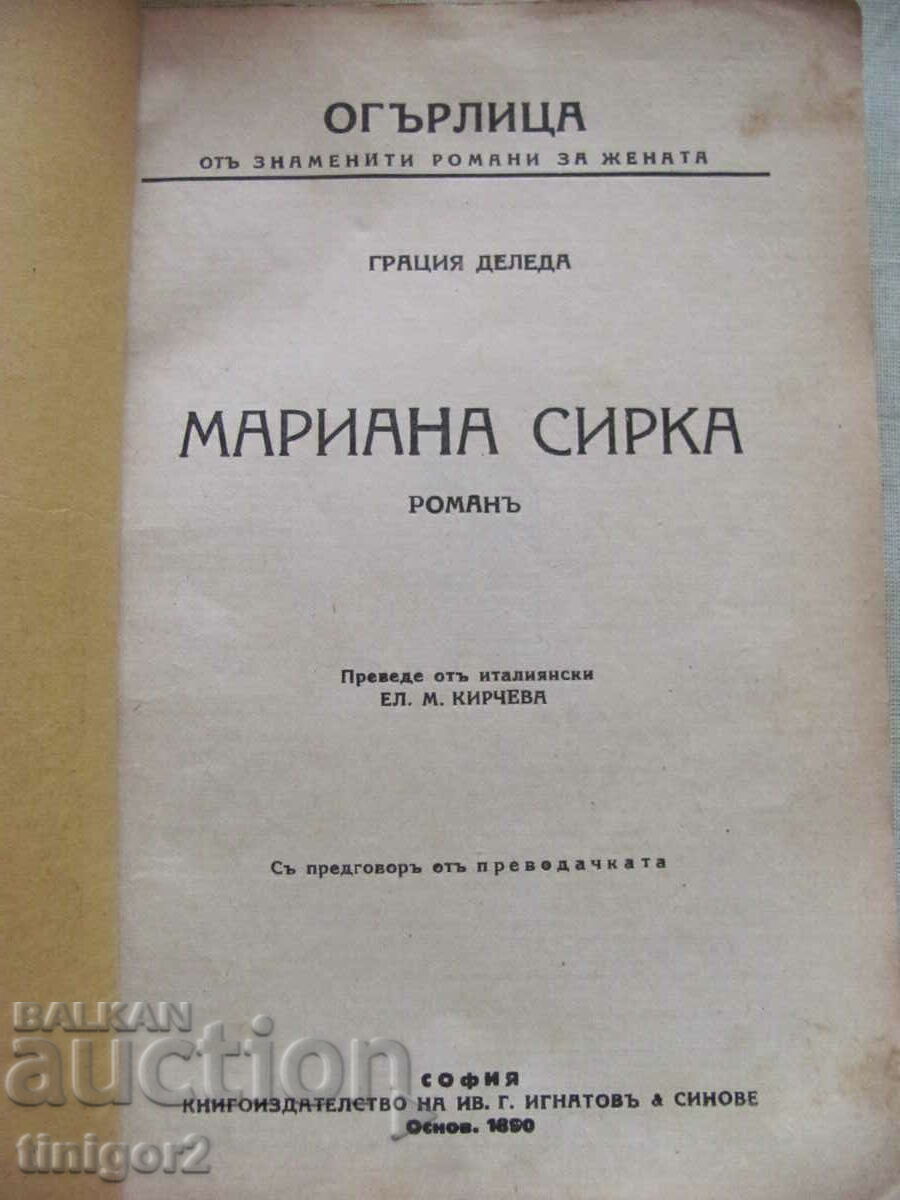 ОГЪРЛИЦА
ОТЪ ЗНАМЕНИТИ РОМАНИ ЗА ЖЕНАТА
ГРАЦИЯ ДЕЛЕДА
МАРИАНА СИРКА
РОМАНЪ
Преведе отъ италиянски
ЕЛ. М. КИРЧЕВА
Съ предговоръ отъ преводачката
СОФИЯ
КНИГОИЗДАТЕЛСТВО НА ИВ. Г. ИГНАТОВЪ & СИНОВЕ
Основ. 1890
BALKAN
auction
tinigor2